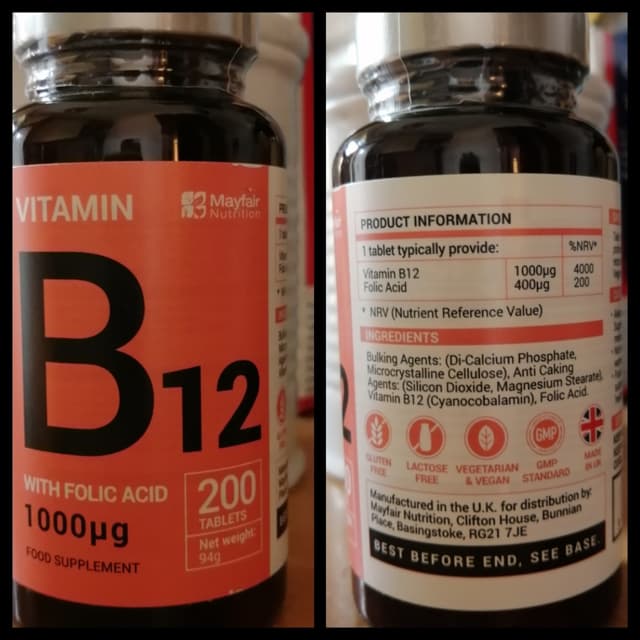 VITAMIN
Mayfair
Nutrition
B12
WITH FOLIC ACID
1000µg
FOOD SUPPLEMENT
200
TABLETS
Net weight:
94g
PRODUCT INFORMATION
1 tablet typically provide: %NRV*
Vitamin B12 1000µg 4000
Folic Acid 400µg 200
* NRV (Nutrient Reference Value)
INGREDIENTS
Bulking Agents: (Di-Calcium Phosphate,
Microcrystalline Cellulose), Anti Caking
Agents: (Silicon Dioxide, Magnesium Stearate),
Vitamin B12 (Cyanocobalamin), Folic Acid.
GLUTEN
FREE
LACTOSE
FREE
VEGETARIAN
& VEGAN
GMP
GMP
STANDARD
MADE
IN UK
Manufactured in the U.K. for distribution by:
Mayfair Nutrition, Clifton House, Bunnian
Place, Basingstoke, RG21 7JE
BEST BEFORE END, SEE BASE.